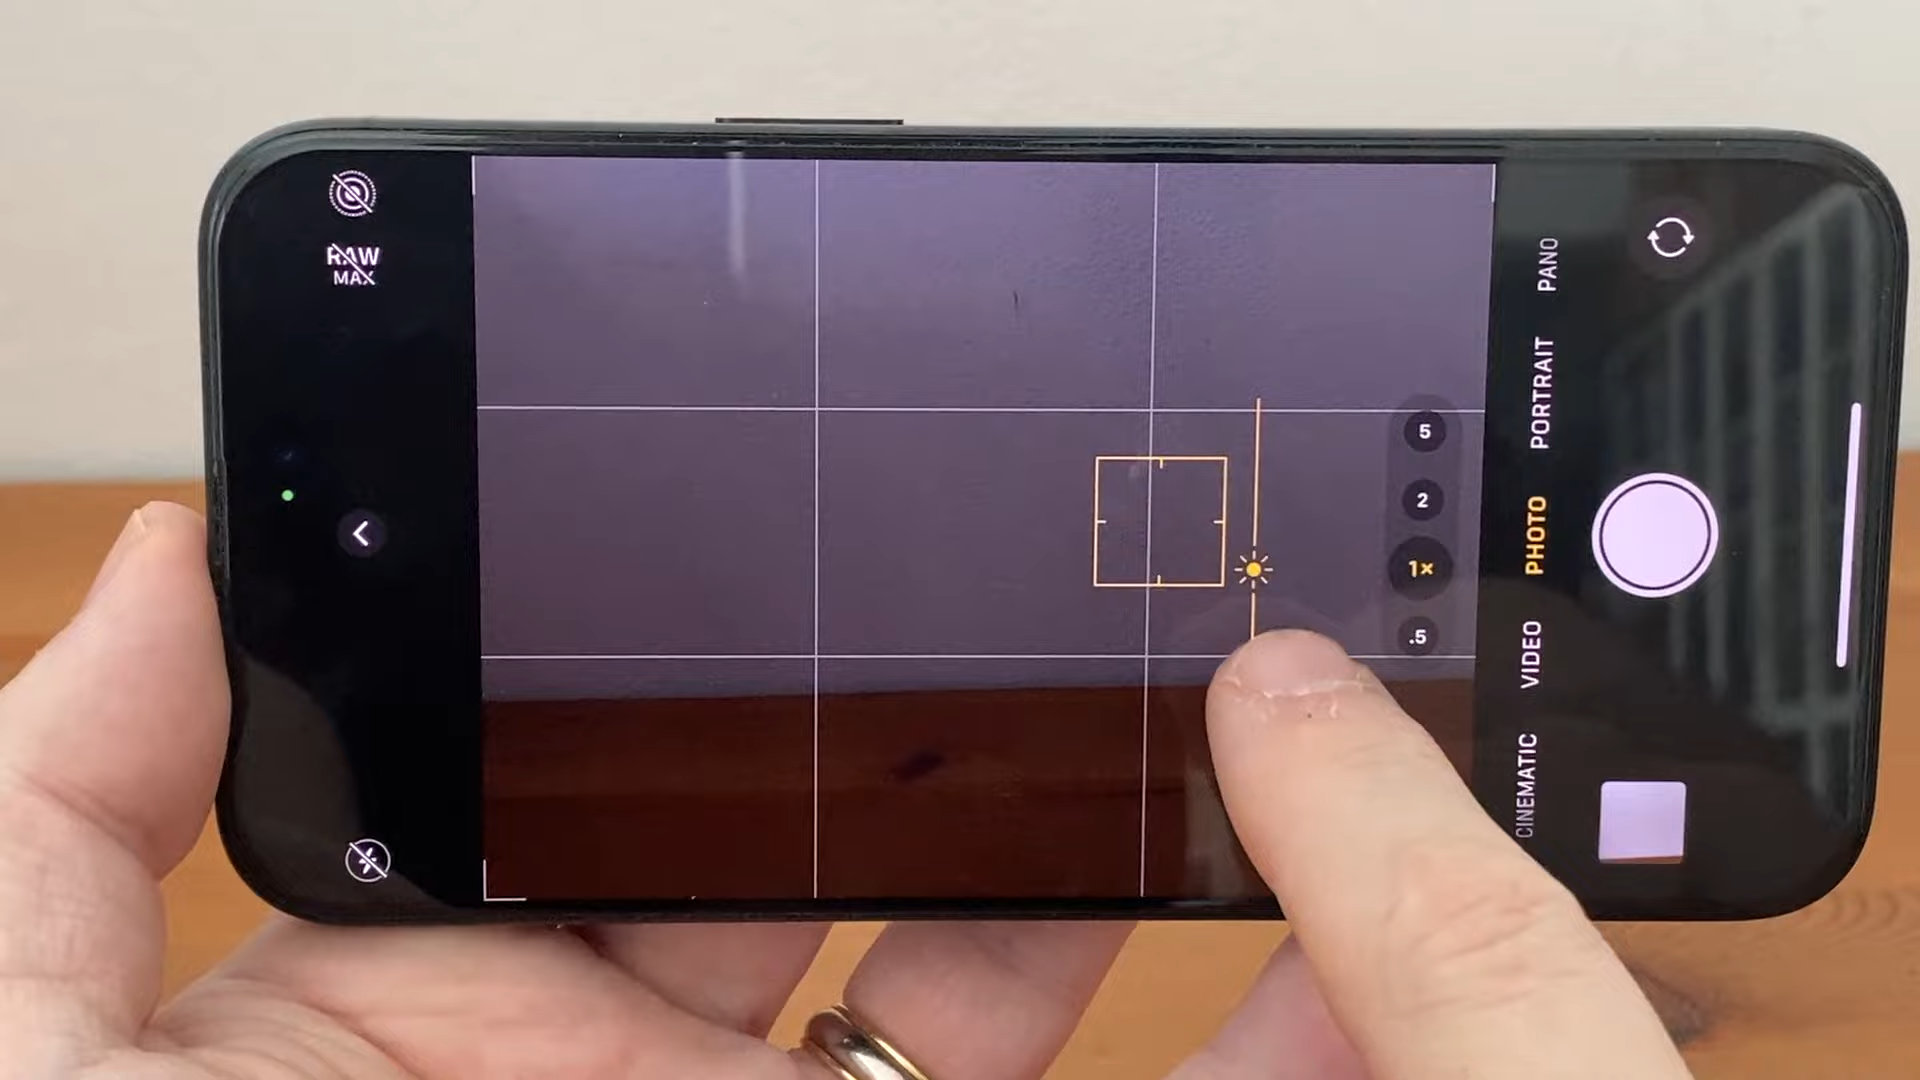 RAW
MAX
5
2
1×
.5
PANO
PORTRAIT
PHOTO
VIDEO
CINEMATIC